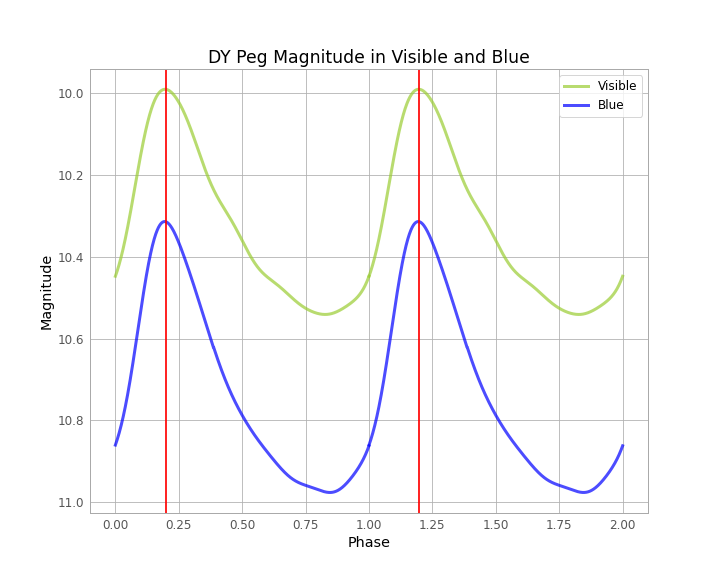 DY Peg Magnitude in Visible and Blue
Visible
Blue
10.0
10.2
10.4
10.6
10.8
11.0
Magnitude
0.00 0.25 0.50 0.75 1.00 1.25 1.50 1.75 2.00
Phase